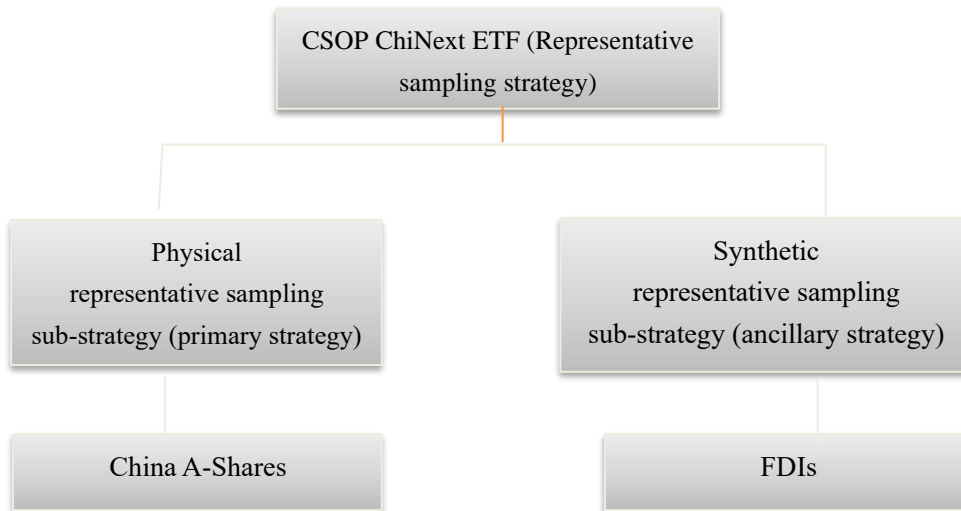 CSOP ChiNext ETF (Representative
sampling strategy)
Physical
representative sampling
sub-strategy (primary strategy)
Synthetic
representative sampling
sub-strategy (ancillary strategy)
China A-Shares
FDIs